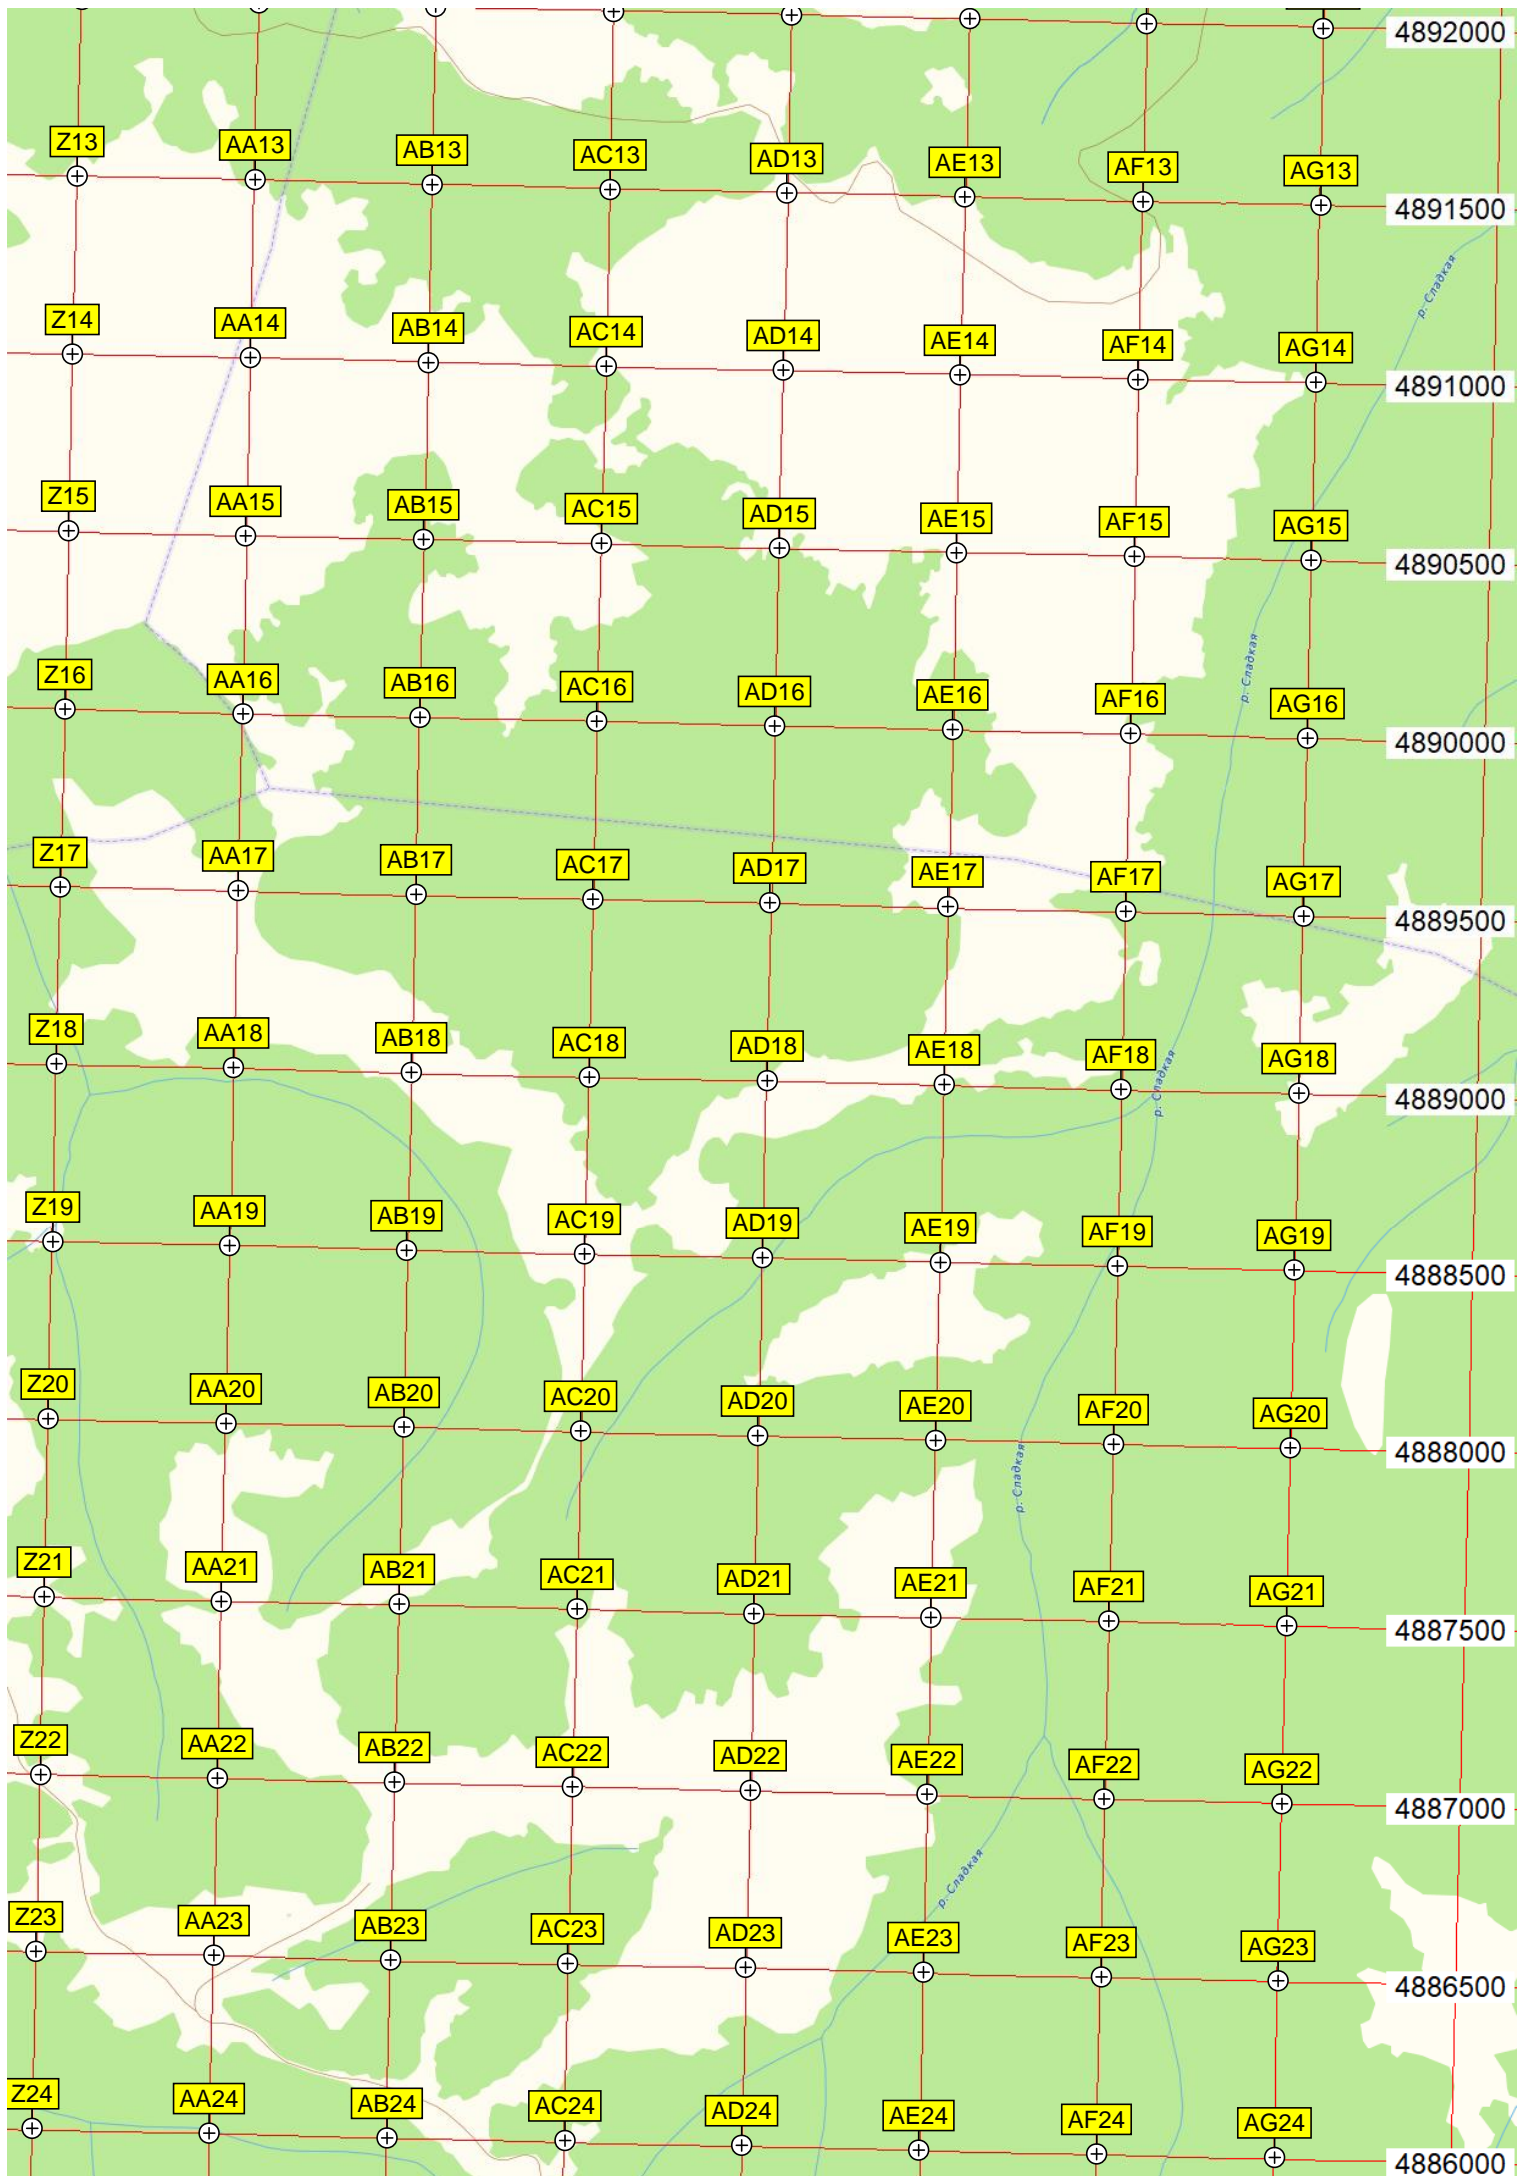 4892000
Z13 AA13 AB13 AC13 AD13 AE13 AF13 AG13
4891500
р. Сладкая
Z14 AA14 AB14 AC14 AD14 AE14 AF14 AG14
4891000
Z15 AA15 AB15 AC15 AD15 AE15 AF15 AG15
4890500
р. Сладкая
Z16 AA16 AB16 AC16 AD16 AE16 AF16 AG16
4890000
Z17 AA17 AB17 AC17 AD17 AE17 AF17 AG17
4889500
Z18 AA18 AB18 AC18 AD18 AE18 AF18 AG18
р. Сладкая
4889000
Z19 AA19 AB19 AC19 AD19 AE19 AF19 AG19
4888500
Z20 AA20 AB20 AC20 AD20 AE20 AF20 AG20
4888000
р. Сладкая
Z21 AA21 AB21 AC21 AD21 AE21 AF21 AG21
4887500
Z22 AA22 AB22 AC22 AD22 AE22 AF22 AG22
4887000
р. Сладкая
Z23 AA23 AB23 AC23 AD23 AE23 AF23 AG23
4886500
Z24 AA24 AB24 AC24 AD24 AE24 AF24 AG24
4886000